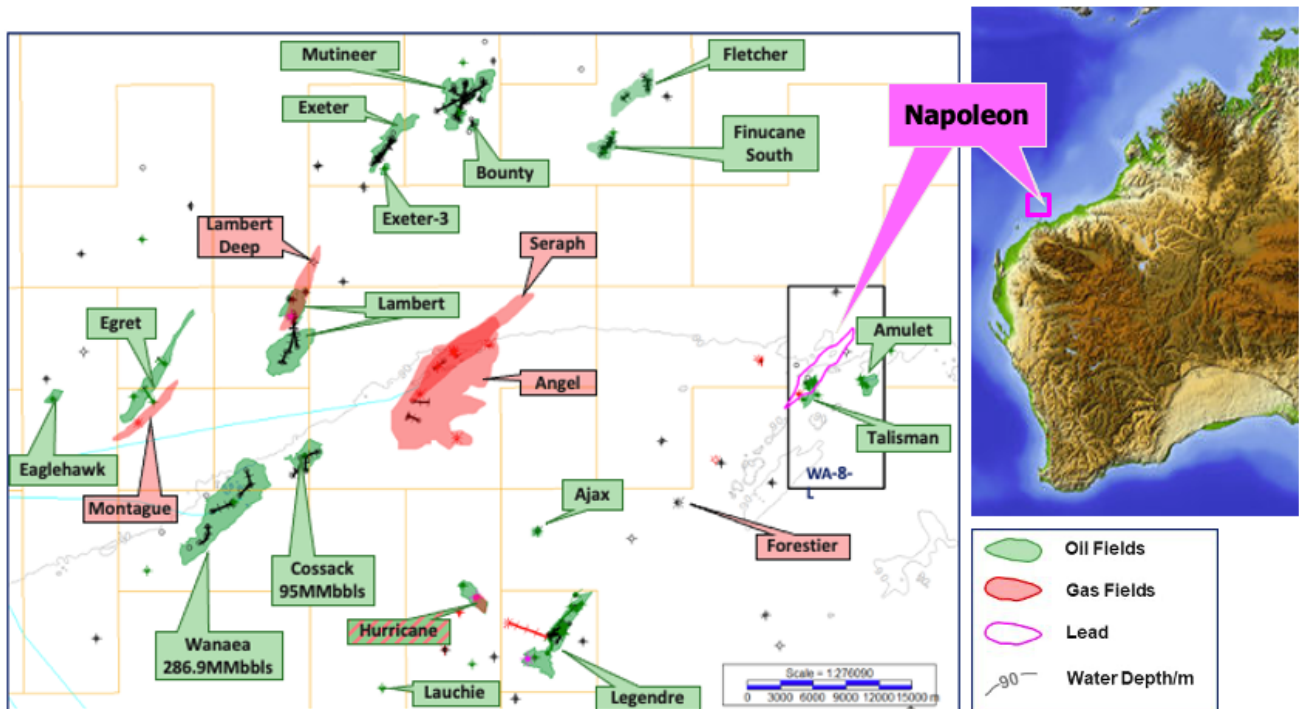 Mutineer
Fletcher
Exeter
Napoleon
Finucane
South
Bounty
Exeter-3
Lambert
Deep
Seraph
Lambert
Egret
Amulet
Angel
Talisman
Eaglehawk
WA-8-
L
Montague
Ajax
Forestier
Cossack
95MMbbls
Hurricane
Wanaea
286.9MMbbls
Lauchie
Legendre
Scale = 1:276090
0 3000 6000 9000 12000 15000 m
Oil Fields
Gas Fields
Lead
90 Water Depth/m